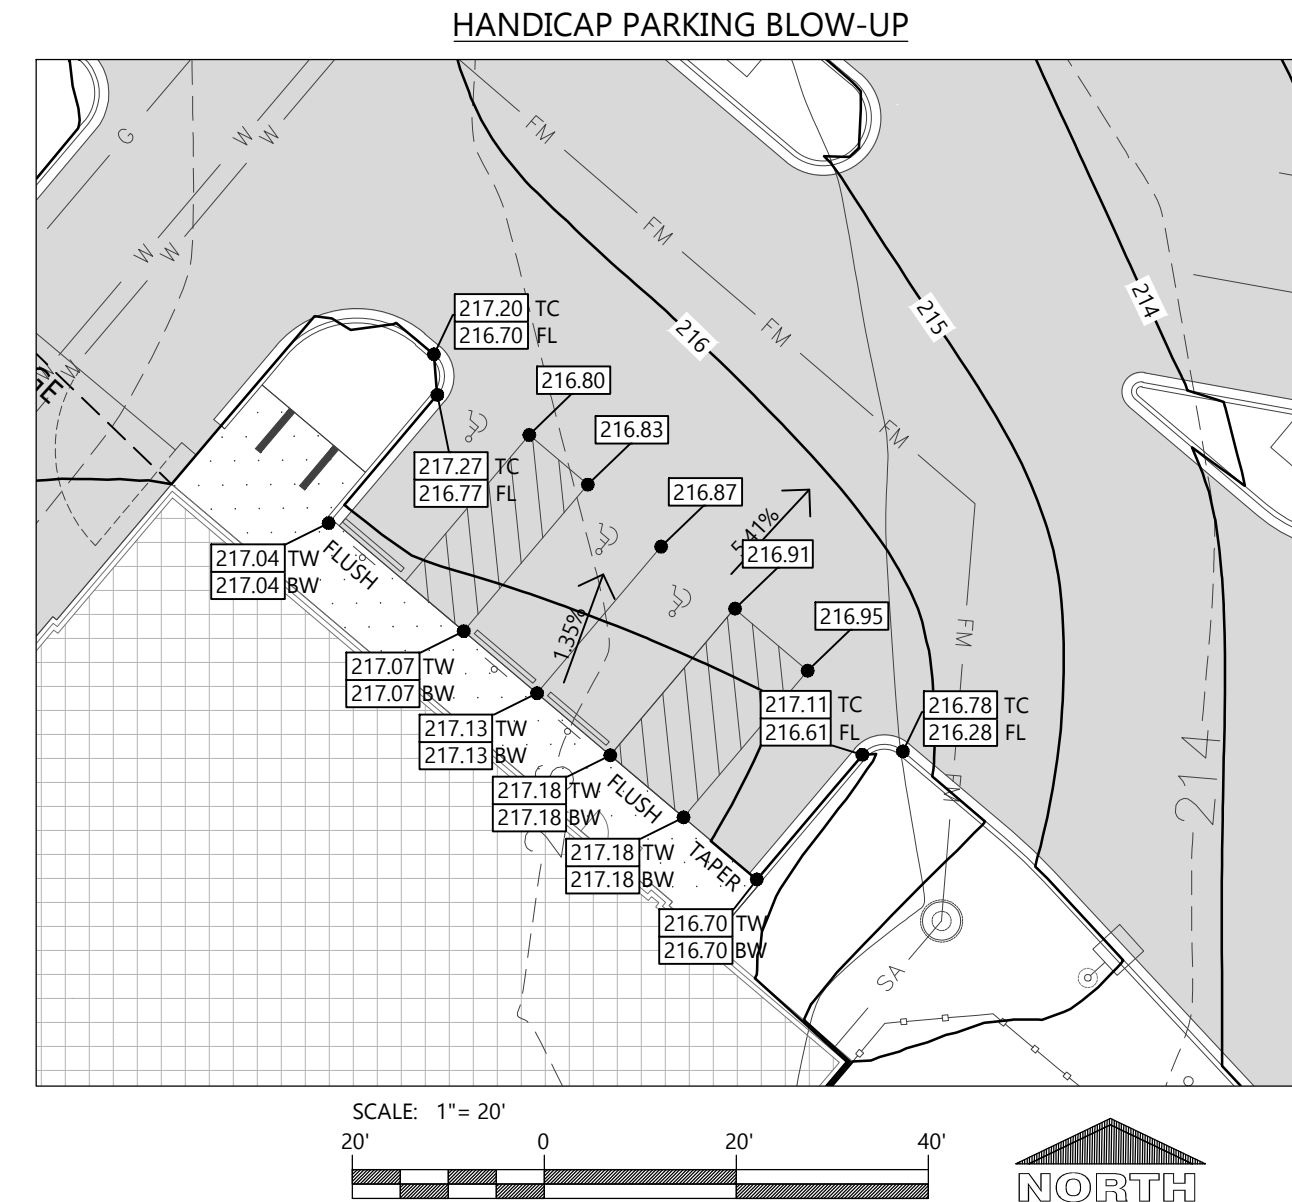 HANDICAP PARKING BLOW-UP
G
W
W
FM
W
W
FM
214
217.20 TC
216.70 FL
215
216
FM
W
W
GE
216.80
216.83
FM
217.27 TC
216.77 FL
216.87
5.41%
216.91
217.04 TW
217.04 BW
FLUSH
216.95
1.35%
FM
217.07 TW
217.07 BW
217.11 TC
216.61 FL
216.78 TC
216.28 FL
217.13 TW
217.13 BW
214
FM
217.18 TW
217.18 BW
FLUSH
217.18 TW
217.18 BW
TAPER
216.70 TW
216.70 BW
SA
SCALE: 1"= 20'
20' 0 20' 40'
NORTH